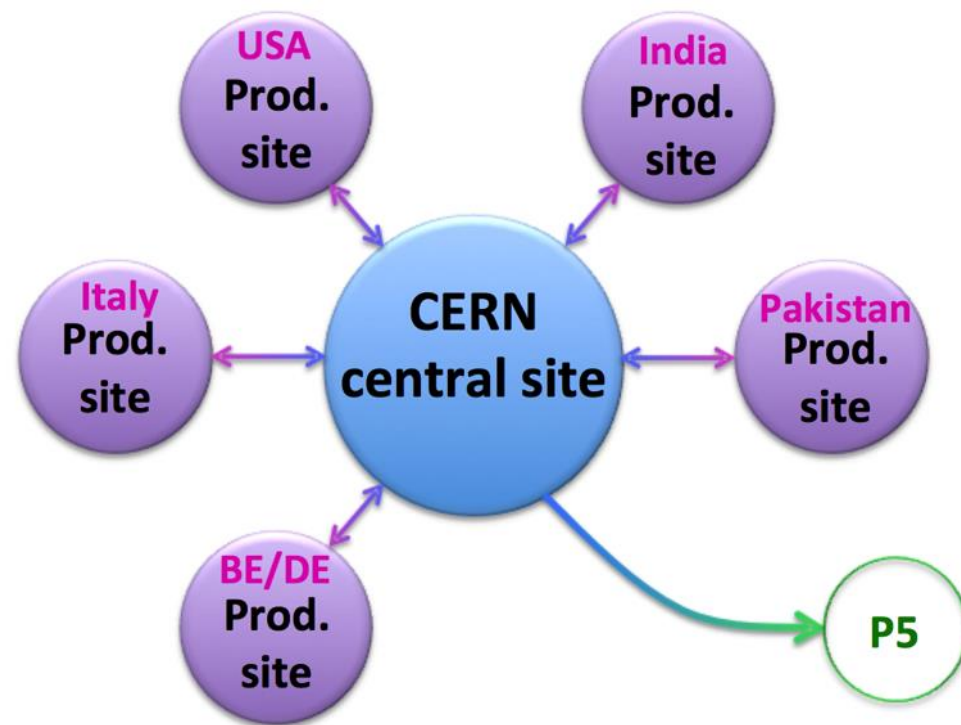 USA
Prod.
site
India
Prod.
site
Italy
Prod.
site
CERN
central site
Pakistan
Prod.
site
BE/DE
Prod.
site
P5